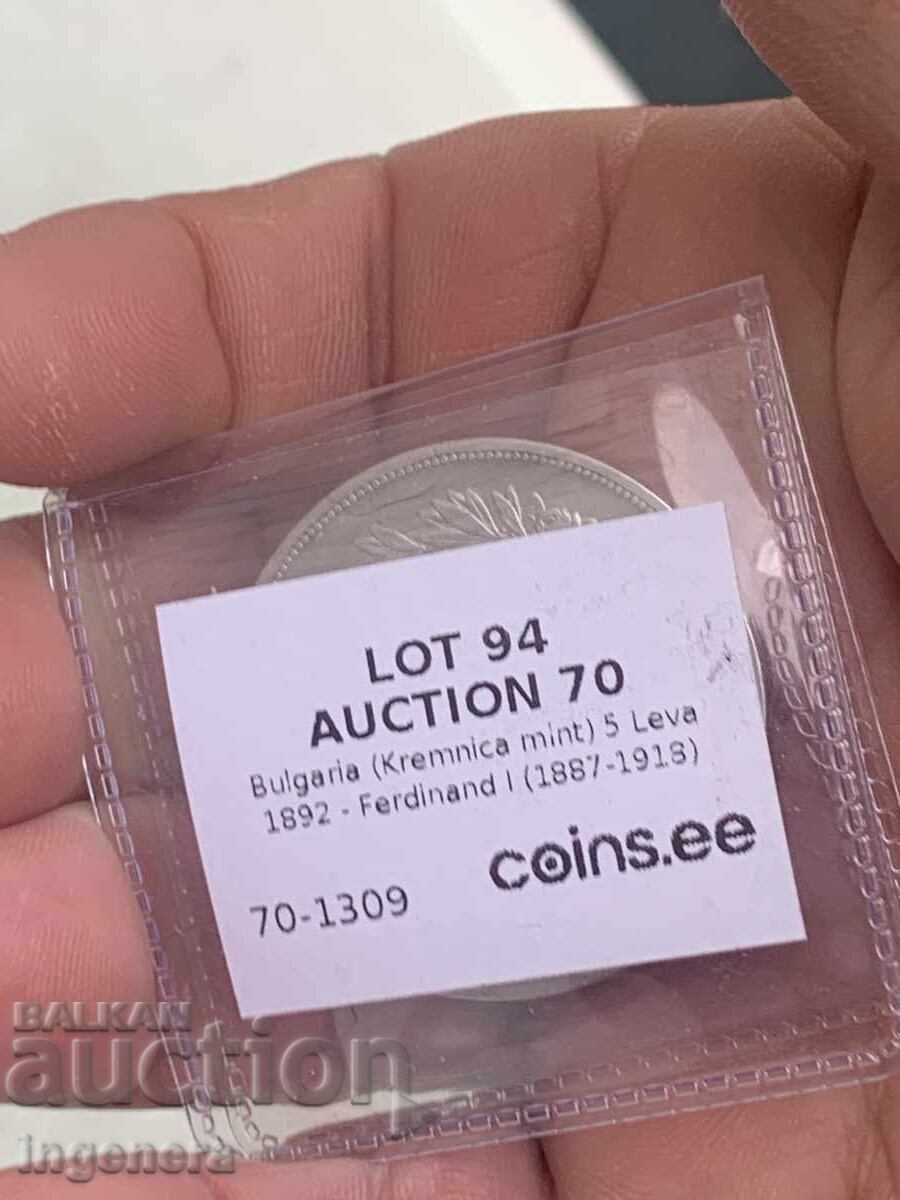 LOT 94
AUCTION 70
Bulgaria (Kremnica mint) 5 Leva
1892 - Ferdinand I (1887-1918)
coins.ee
70-1309
BALKAN
auction
ingenera